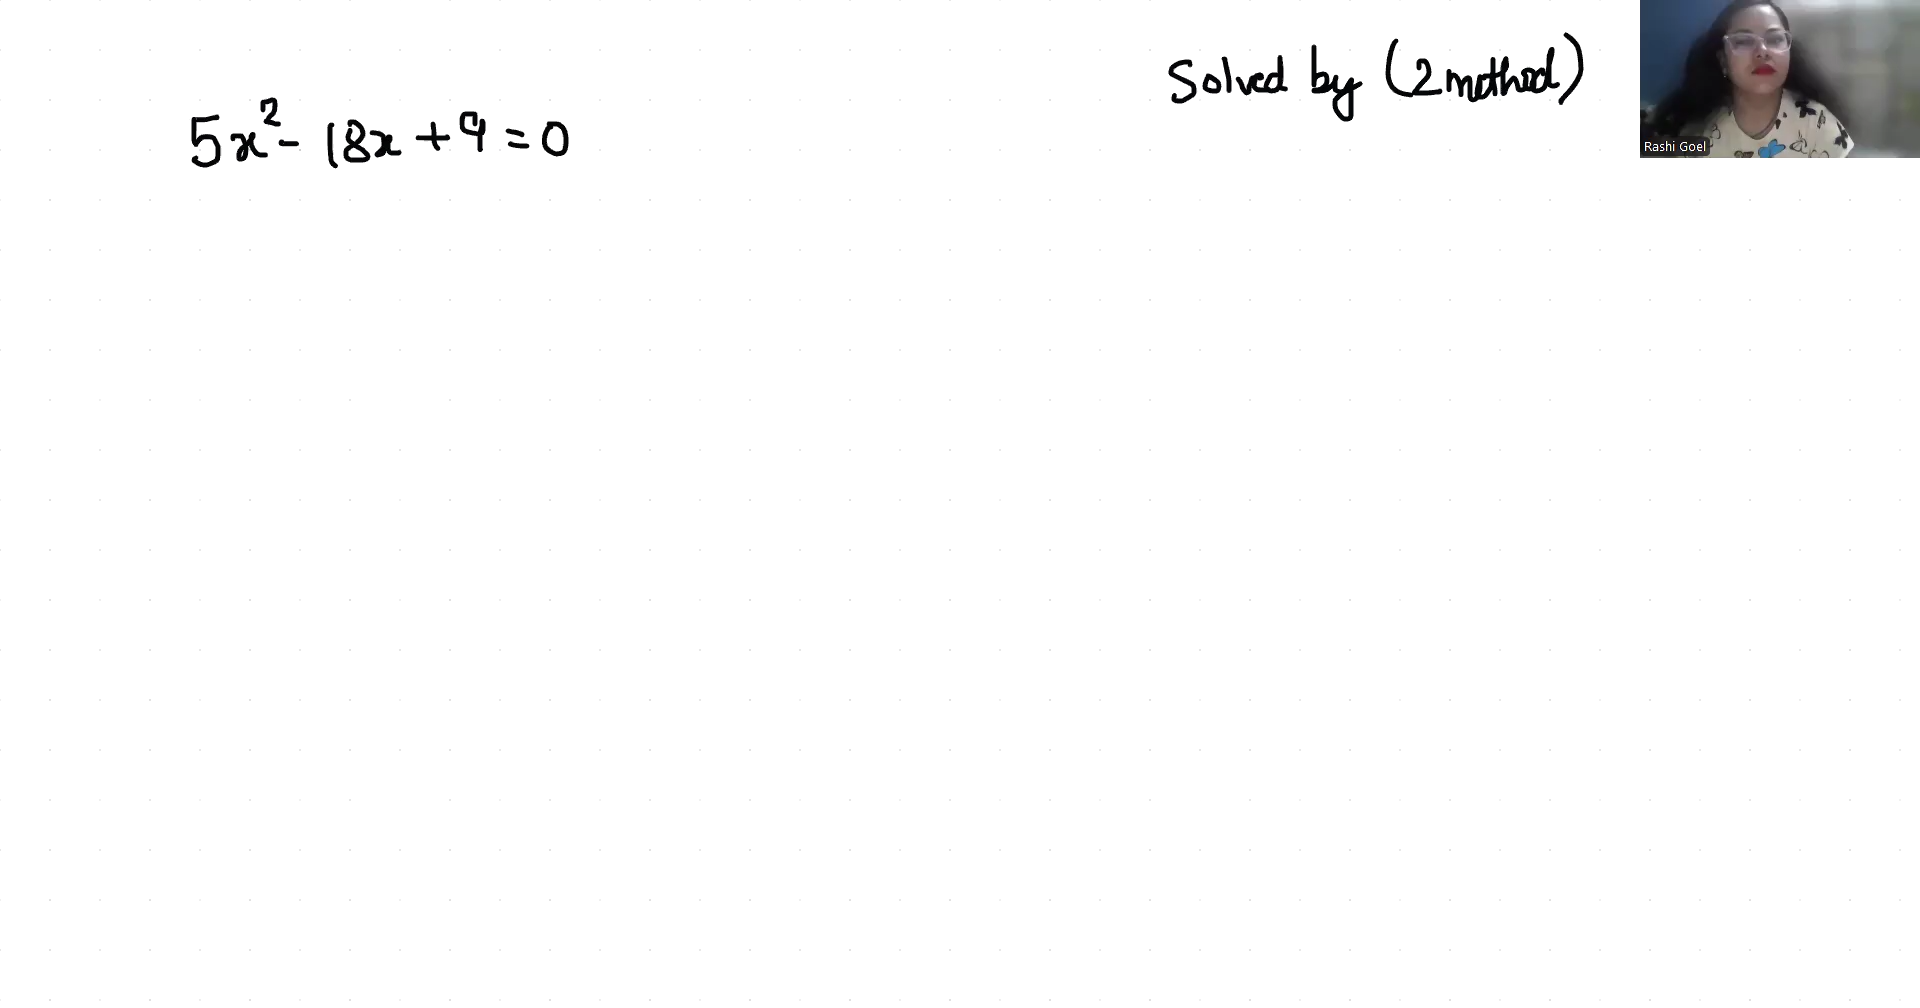 Solved by (2 method)
5x² - 18x + 9 = 0
Rashi Goel